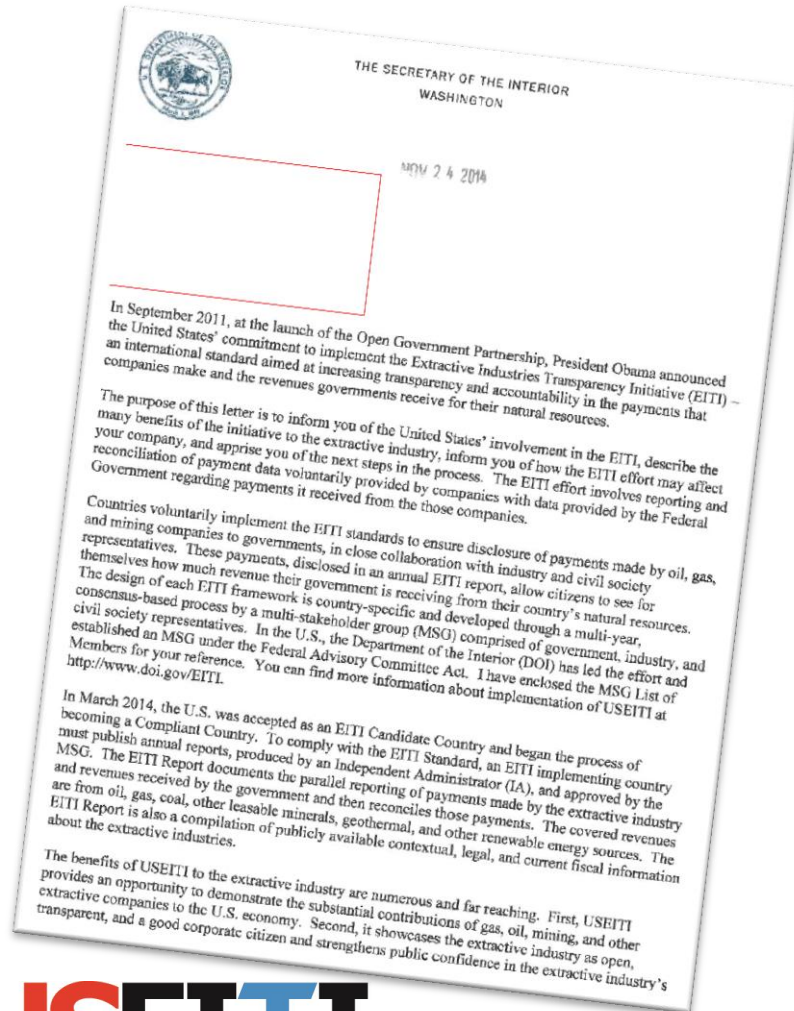 THE SECRETARY OF THE INTERIOR
WASHINGTON
NOV 24 2014
In September 2011, at the launch of the Open Government Partnership, President Obama announced
the United States' commitment to implement the Extractive Industries Transparency Initiative (EITI) –
an international standard aimed at increasing transparency and accountability in the payments that
companies make and the revenues governments receive for their natural resources.
The purpose of this letter is to inform you of the United States' involvement in the EITI, describe the
many benefits of the initiative to the extractive industry, inform you of how the EITI effort may affect
your company, and apprise you of the next steps in the process. The EITI effort involves reporting and
reconciliation of payment data voluntarily provided by companies with data provided by the Federal
Government regarding payments it received from the those companies.
Countries voluntarily implement the EITI standards to ensure disclosure of payments made by oil, gas,
and mining companies to governments, in close collaboration with industry and civil society
representatives. These payments, disclosed in an annual EITI report, allow citizens to see for
themselves how much revenue their government is receiving from their country's natural resources.
The design of each EITI framework is country-specific and developed through a multi-year,
consensus-based process by a multi-stakeholder group (MSG) comprised of government, industry, and
civil society representatives. In the U.S., the Department of the Interior (DOI) has led the effort and
established an MSG under the Federal Advisory Committee Act. I have enclosed the MSG List of
Members for your reference. You can find more information about implementation of USEITI at
http://www.doi.gov/EITI.
In March 2014, the U.S. was accepted as an EITI Candidate Country and began the process of
becoming a Compliant Country. To comply with the EITI Standard, an EITI implementing country
must publish annual reports, produced by an Independent Administrator (IA), and approved by the
MSG. The EITI Report documents the parallel reporting of payments made by the extractive industry
and revenues received by the government and then reconciles those payments. The covered revenues
are from oil, gas, coal, other leasable minerals, geothermal, and other renewable energy sources. The
EITI Report is also a compilation of publicly available contextual, legal, and current fiscal information
about the extractive industries.
The benefits of USEITI to the extractive industry are numerous and far reaching. First, USEITI
provides an opportunity to demonstrate the substantial contributions of gas, oil, mining, and other
extractive companies to the U.S. economy. Second, it showcases the extractive industry as open,
transparent, and a good corporate citizen and strengthens public confidence in the extractive industry's